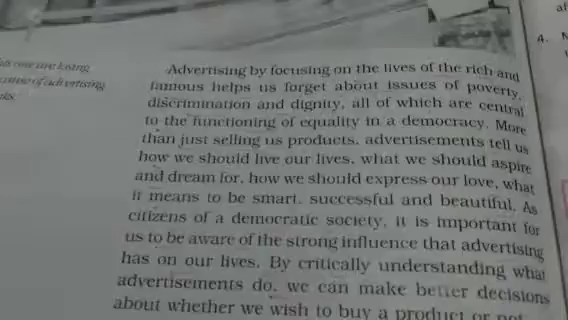 use of advertising
Advertising by focusing on the lives of the rich and
famous helps us forget about issues of poverty,
discrimination and dignity, all of which are central
to the functioning of equality in a democracy. More
than just selling us products, advertisements tell us
how we should live our lives, what we should aspire
and dream for, how we should express our love, what
it means to be smart, successful and beautiful. As
citizens of a democratic society, it is important for
us to be aware of the strong influence that advertising
has on our lives. By critically understanding what
advertisements do, we can make better decisions
about whether we wish to buy a product or not
4.